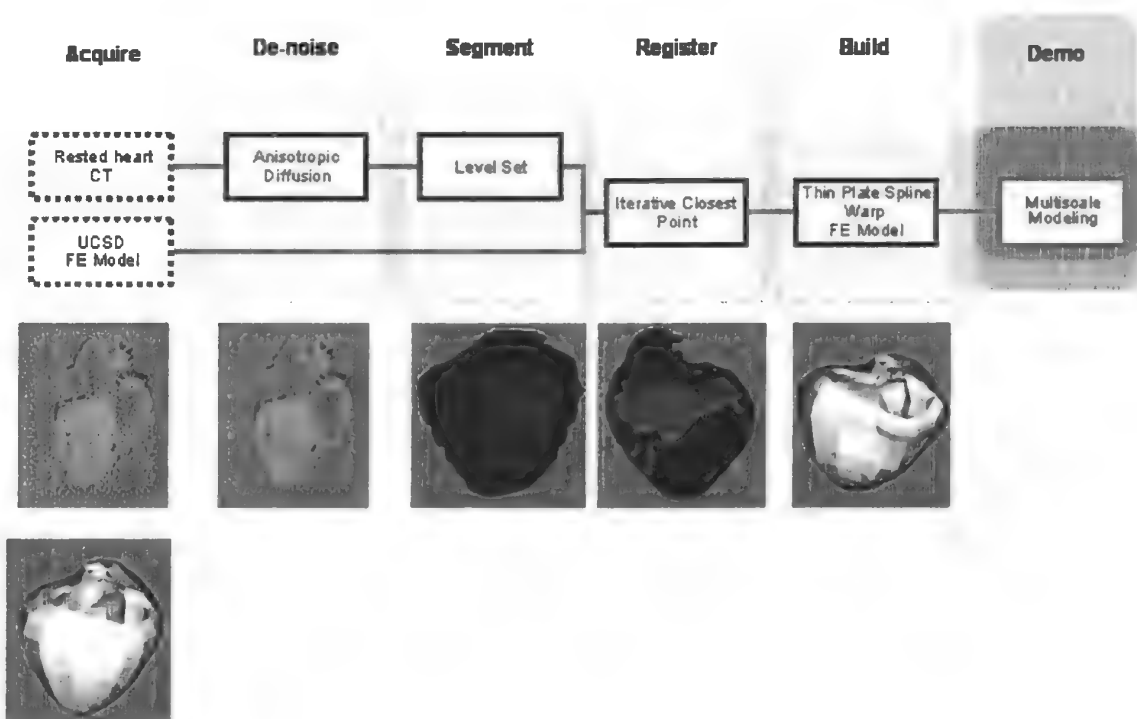 Acquire
De-noise
Segment
Register
Build
Demo
Rested heart
CT
Anisotropic
Diffusion
Level Set
UCSD
FE Model
Iterative Closest
Point
Thin Plate Spline
Warp
FE Model
Multiscale
Modeling